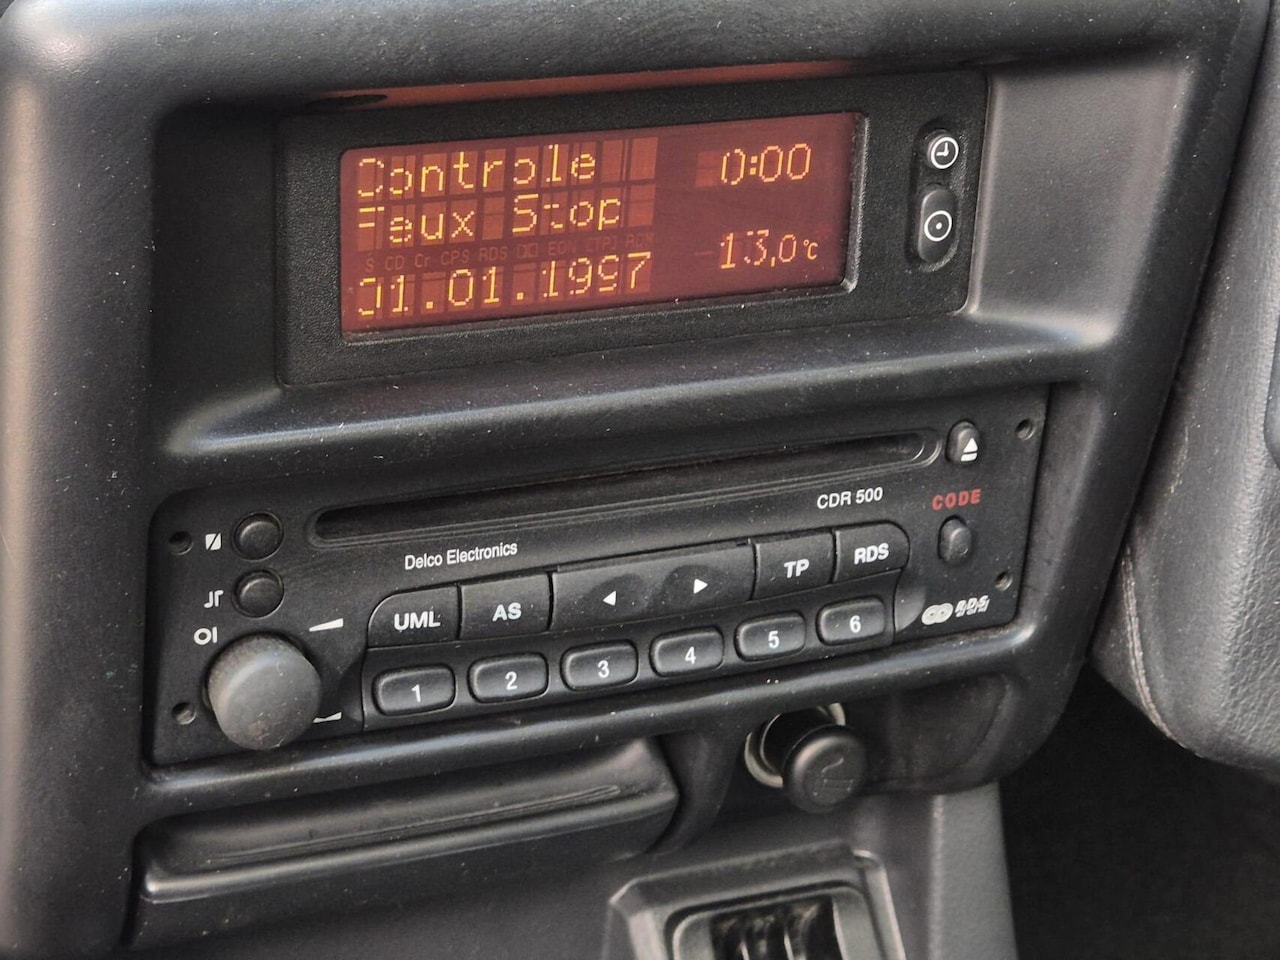 Controle 0:00
Feux Stop
S CD Cr CPS RDS
01.01.1997 13,0°c
CDR 500
CODE
Delco Electronics
UML AS TP RDS
1 2 3 4 5 6
RDS